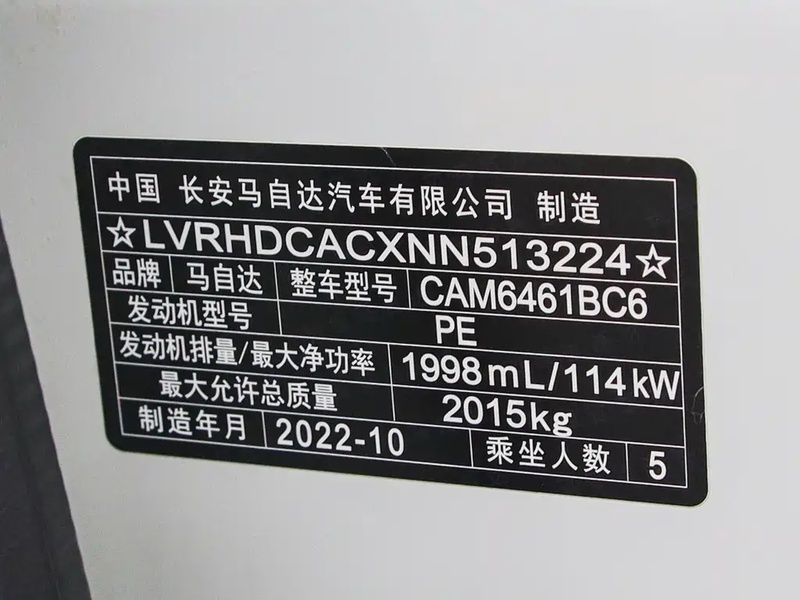 中国 长安马自达汽车有限公司 制造
☆LVRHDCACXNN513224☆
品牌 马自达 整车型号 CAM6461BC6
发动机型号 PE
发动机排量/最大净功率 1998mL/114kW
最大允许总质量 2015kg
制造年月 2022-10 乘坐人数 5